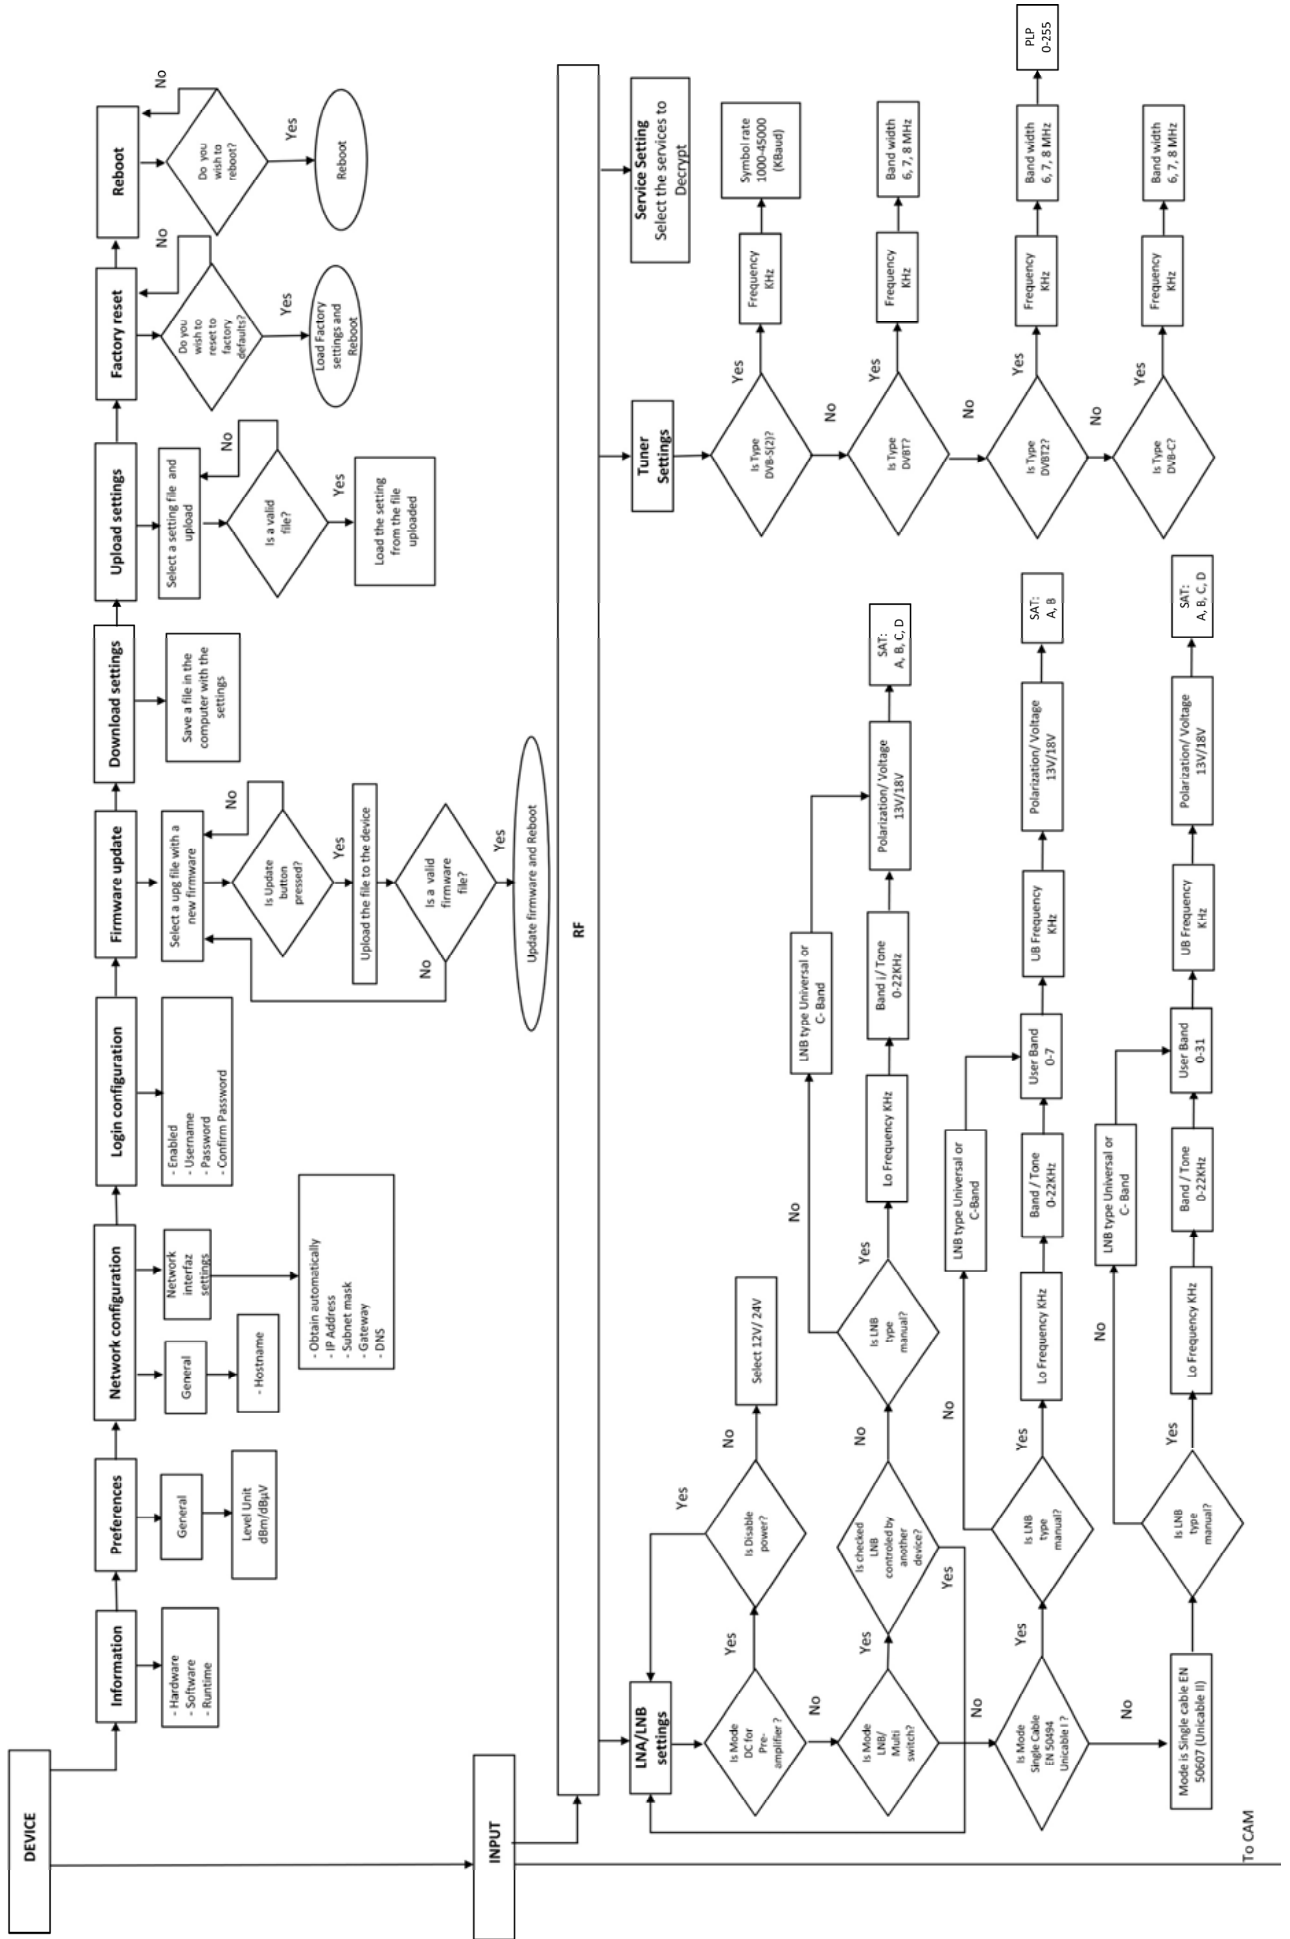 DEVICE
Information
- Hardware
- Software
- Runtime
Preferences
General
Level Unit
dBm/dBµV
Network configuration
General
- Hostname
Network
interfaz
settings
- Obtain automatically
- IP Address
- Subnet mask
- Gateway
- DNS
Login configuration
- Enabled
- Username
- Password
- Confirm Password
Firmware update
Select a upg file with a
new firmware
No
Is Update
button
pressed?
Yes
Upload the file to the device
Is a valid
firmware
file?
No
Yes
Update firmware and Reboot
Download settings
Save a file in the
computer with the
settings
Upload settings
Select a setting file and
upload
No
Is a valid
file?
Yes
Load the setting
from the file
uploaded
Factory reset
No
Do you
wish to
reset to
factory
defaults?
Yes
Load Factory
settings and
Reboot
Reboot
No
Do you
wish to
reboot?
Yes
Reboot
INPUT
RF
LNA/LNB
settings
Is Mode
DC for
Pre-
amplifier ?
Yes
Is Disable
power?
Yes
No
Select 12V/ 24V
No
Is Mode
LNB/
Multi
switch?
Yes
Is checked
LNB
controled by
another
device?
Yes
No
Is LNB
type
manual?
No
LNB type Universal or
C- Band
Yes
Lo Frequency KHz
Band i/ Tone
0-22KHz
Polarization/ Voltage
13V/18V
SAT:
A, B, C, D
No
Is Mode
Single Cable
EN 50494
Unicable I ?
Yes
Is LNB
type
manual?
No
LNB type Universal or
C-Band
Yes
Lo Frequency KHz
Band / Tone
0-22KHz
User Band
0-7
UB Frequency
KHz
Polarization/ Voltage
13V/18V
SAT:
A, B
No
Mode is Single cable EN
50607 (Unicable II)
Is LNB
type
manual?
No
LNB type Universal or
C- Band
Yes
Lo Frequency KHz
Band / Tone
0-22KHz
User Band
0-31
UB Frequency
KHz
Polarization/ Voltage
13V/18V
SAT:
A, B, C, D
Tuner
Settings
Is Type
DVB-S(2)?
Yes
Frequency
KHz
Symbol rate
1000-45000
(KBaud)
No
Is Type
DVBT?
Yes
Frequency
KHz
Band width
6, 7, 8 MHz
No
Is Type
DVBT2?
Yes
Frequency
KHz
Band width
6, 7, 8 MHz
PLP
0-255
No
Is Type
DVB-C?
Yes
Frequency
KHz
Band width
6, 7, 8 MHz
Service Setting
Select the services to
Decrypt
To CAM